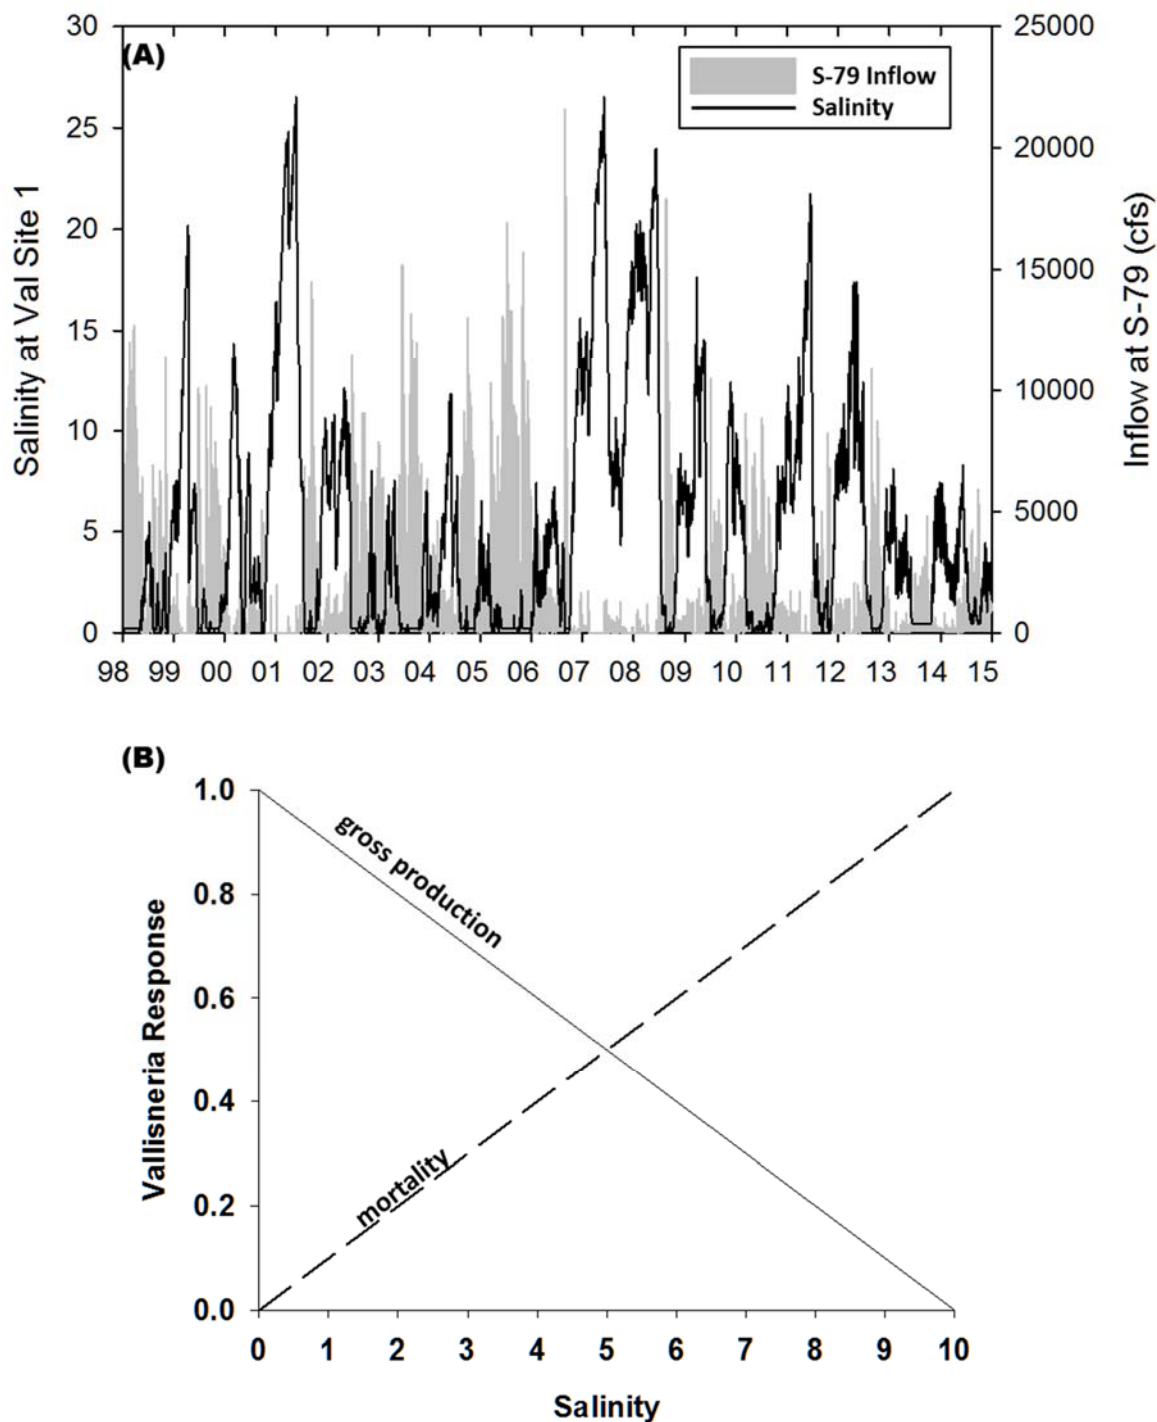 (A)
S-79 Inflow
Salinity
Salinity at Val Site 1
30
25
20
15
10
5
0
Inflow at S-79 (cfs)
25000
20000
15000
10000
5000
0
98 99 00 01 02 03 04 05 06 07 08 09 10 11 12 13 14 15
(B)
Vallisneria Response
1.0
0.8
0.6
0.4
0.2
0.0
gross production
mortality
0 1 2 3 4 5 6 7 8 9 10
Salinity